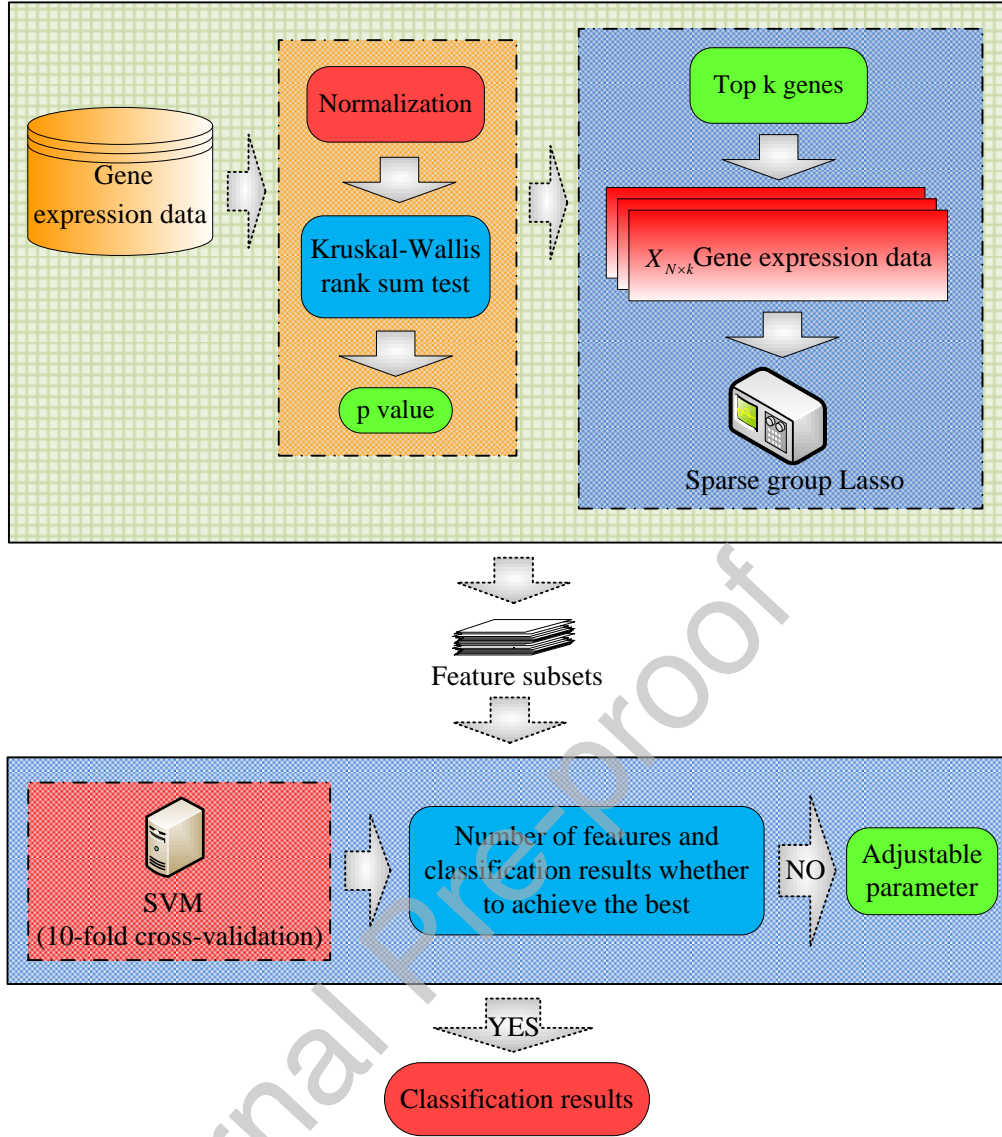 Gene
expression data
Normalization
Kruskal-Wallis
rank sum test
p value
Top k genes
X_{N×k} Gene expression data
Sparse group Lasso
Feature subsets
SVM
(10-fold cross-validation)
Number of features and
classification results whether
to achieve the best
NO
Adjustable
parameter
YES
Classification results
rnal Pre-proof